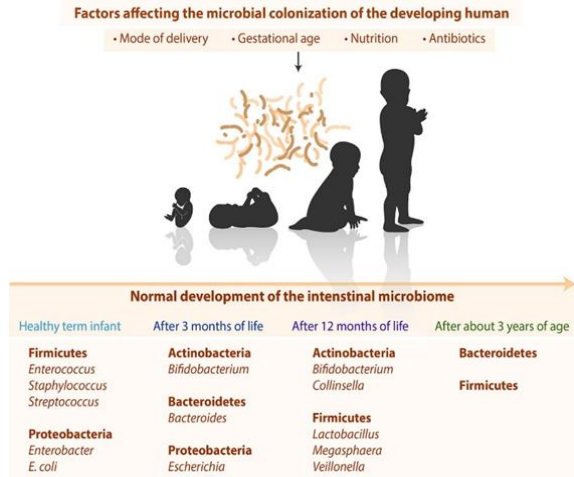 Factors affecting the microbial colonization of the developing human
• Mode of delivery • Gestational age • Nutrition • Antibiotics
Normal development of the intenstinal microbiome
Healthy term infant
Firmicutes
Enterococcus
Staphylococcus
Streptococcus
Proteobacteria
Enterobacter
E. coli
After 3 months of life
Actinobacteria
Bifidobacterium
Bacteroidetes
Bacteroides
Proteobacteria
Escherichia
After 12 months of life
Actinobacteria
Bifidobacterium
Collinsella
Firmicutes
Lactobacillus
Megasphaera
Veillonella
After about 3 years of age
Bacteroidetes
Firmicutes